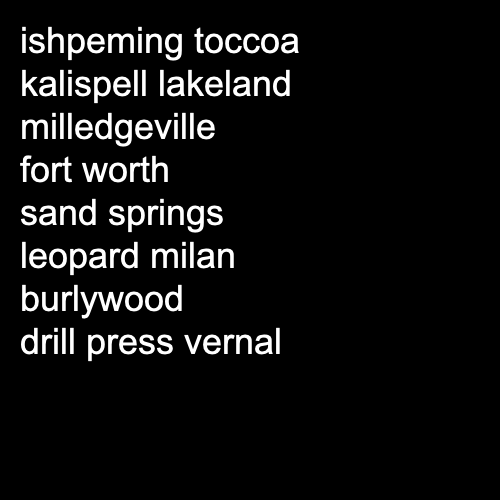 ishpeming toccoa
kalispell lakeland
milledgeville
fort worth
sand springs
leopard milan
burlywood
drill press vernal